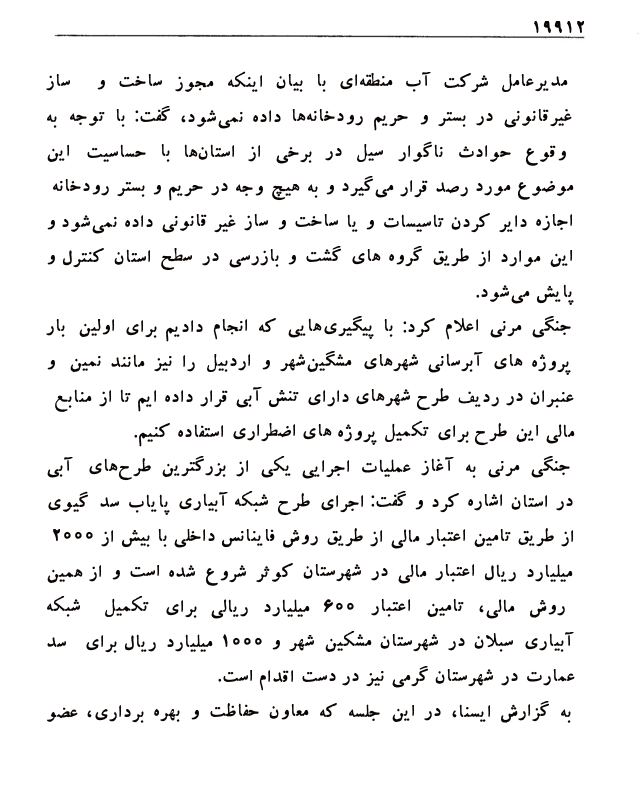 ۱۹۹۱۲
مدیرعامل شرکت آب منطقه‌ای با بیان اینکه مجوز ساخت و ساز
غیرقانونی در بستر و حریم رودخانه‌ها داده نمی‌شود، گفت: با توجه به
وقوع حوادث ناگوار سیل در برخی از استان‌ها با حساسیت این
موضوع مورد رصد قرار می‌گیرد و به هیچ وجه در حریم و بستر رودخانه
اجازه دایر کردن تاسیسات و یا ساخت و ساز غیر قانونی داده نمی‌شود و
این موارد از طریق گروه های گشت و بازرسی در سطح استان کنترل و
پایش می‌شود.
جنگی مرنی اعلام کرد: با پیگیری‌هایی که انجام دادیم برای اولین بار
پروژه های آبرسانی شهرهای مشگین‌شهر و اردبیل را نیز مانند نمین و
عنبران در ردیف طرح شهرهای دارای تنش آبی قرار داده ایم تا از منابع
مالی این طرح برای تکمیل پروژه های اضطراری استفاده کنیم.
جنگی مرنی به آغاز عملیات اجرایی یکی از بزرگترین طرح‌های آبی
در استان اشاره کرد و گفت: اجرای طرح شبکه آبیاری پایاب سد گیوی
از طریق تامین اعتبار مالی از طریق روش فاینانس داخلی با بیش از ۲۰۰۰
میلیارد ریال اعتبار مالی در شهرستان کوثر شروع شده است و از همین
روش مالی، تامین اعتبار ۶۰۰ میلیارد ریالی برای تکمیل شبکه
آبیاری سبلان در شهرستان مشکین شهر و ۱۰۰۰ میلیارد ریال برای سد
عمارت در شهرستان گرمی نیز در دست اقدام است.
به گزارش ایسنا، در این جلسه که معاون حفاظت و بهره برداری، عضو